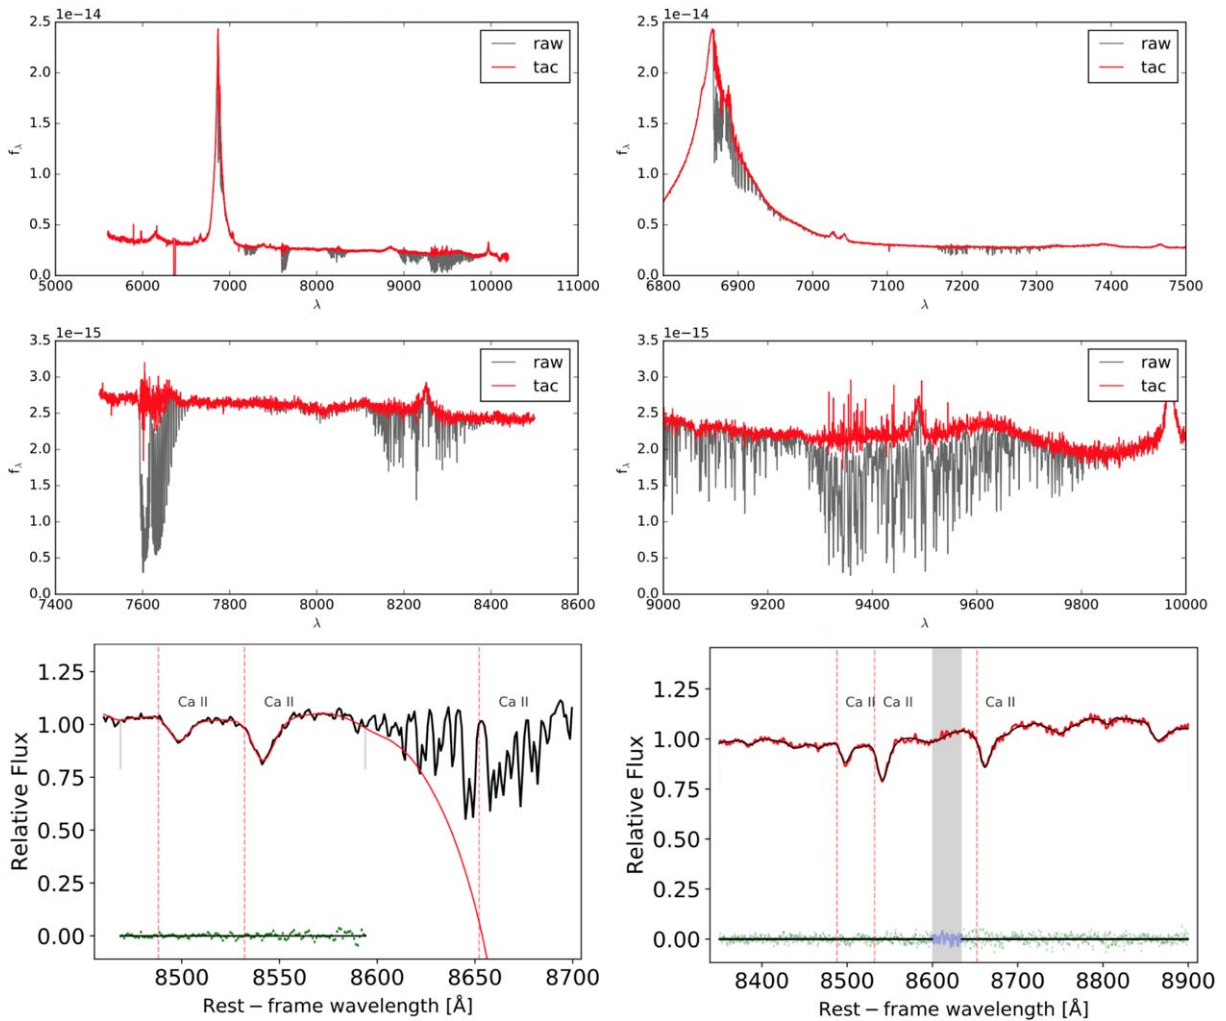 1e−14
2.5
2.0
1.5
1.0
0.5
0.0
fλ
raw
tac
5000 6000 7000 8000 9000 10000 11000
λ
1e−14
2.5
2.0
1.5
1.0
0.5
0.0
fλ
raw
tac
6800 6900 7000 7100 7200 7300 7400 7500
λ
1e−15
3.5
3.0
2.5
2.0
1.5
1.0
0.5
0.0
fλ
raw
tac
7400 7600 7800 8000 8200 8400 8600
λ
1e−15
3.5
3.0
2.5
2.0
1.5
1.0
0.5
0.0
fλ
raw
tac
9000 9200 9400 9600 9800 10000
λ
1.25
1.00
0.75
0.50
0.25
0.00
Relative Flux
Ca II Ca II Ca II
8500 8550 8600 8650 8700
Rest − frame wavelength [Å]
1.25
1.00
0.75
0.50
0.25
0.00
Relative Flux
Ca II Ca II Ca II
8400 8500 8600 8700 8800 8900
Rest − frame wavelength [Å]